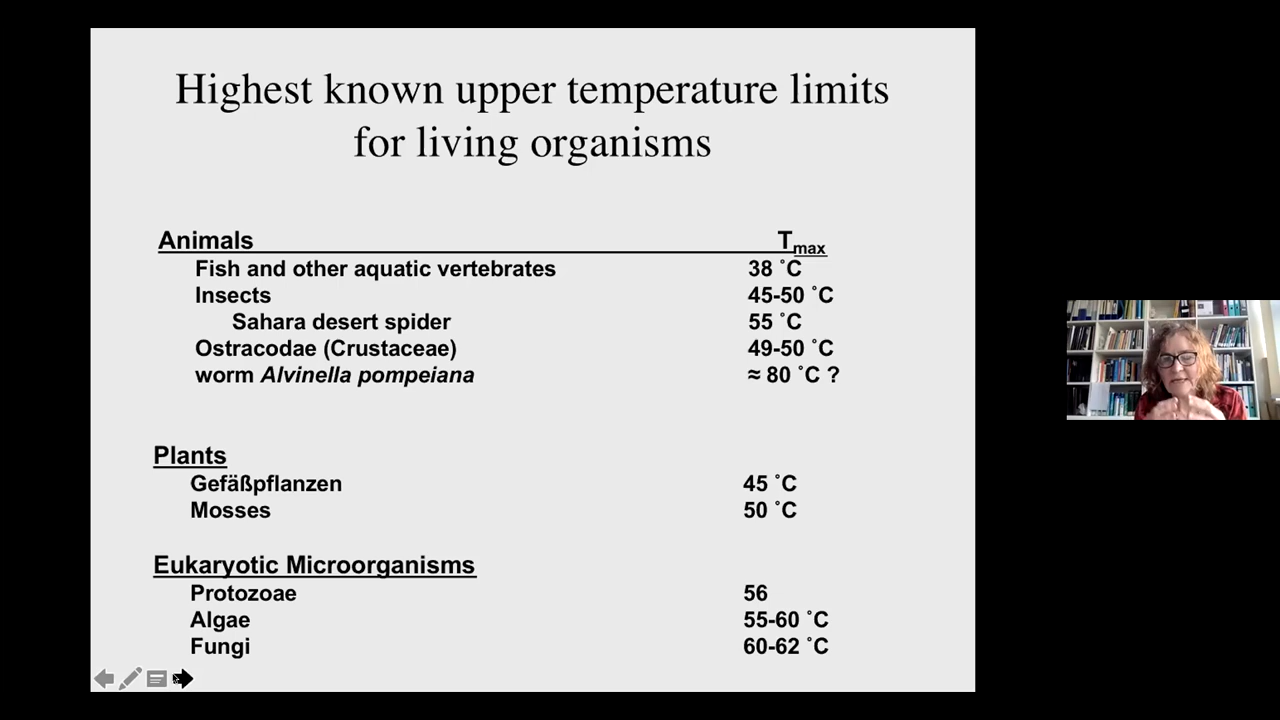 Highest known upper temperature limits
for living organisms
Animals Tmax
Fish and other aquatic vertebrates 38 ˚C
Insects 45-50 ˚C
Sahara desert spider 55 ˚C
Ostracodae (Crustaceae) 49-50 ˚C
worm Alvinella pompeiana ≈ 80 ˚C ?
Plants
Gefäßpflanzen 45 ˚C
Mosses 50 ˚C
Eukaryotic Microorganisms
Protozoae 56
Algae 55-60 ˚C
Fungi 60-62 ˚C